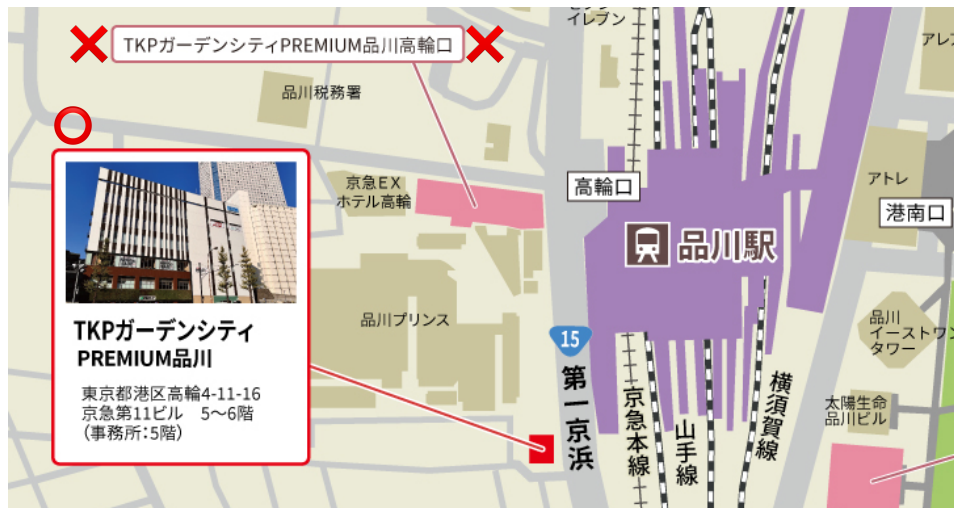 イレブン
TKPガーデンシティPREMIUM品川高輪口
品川税務署
京急EX
ホテル高輪
高輪口
アトレ
港南口
品川駅
TKPガーデンシティ
PREMIUM品川
東京都港区高輪4-11-16
京急第11ビル 5〜6階
(事務所:5階)
品川プリンス
15
第一京浜
京急本線
山手線
横須賀線
品川
イーストワン
タワー
太陽生命
品川ビル